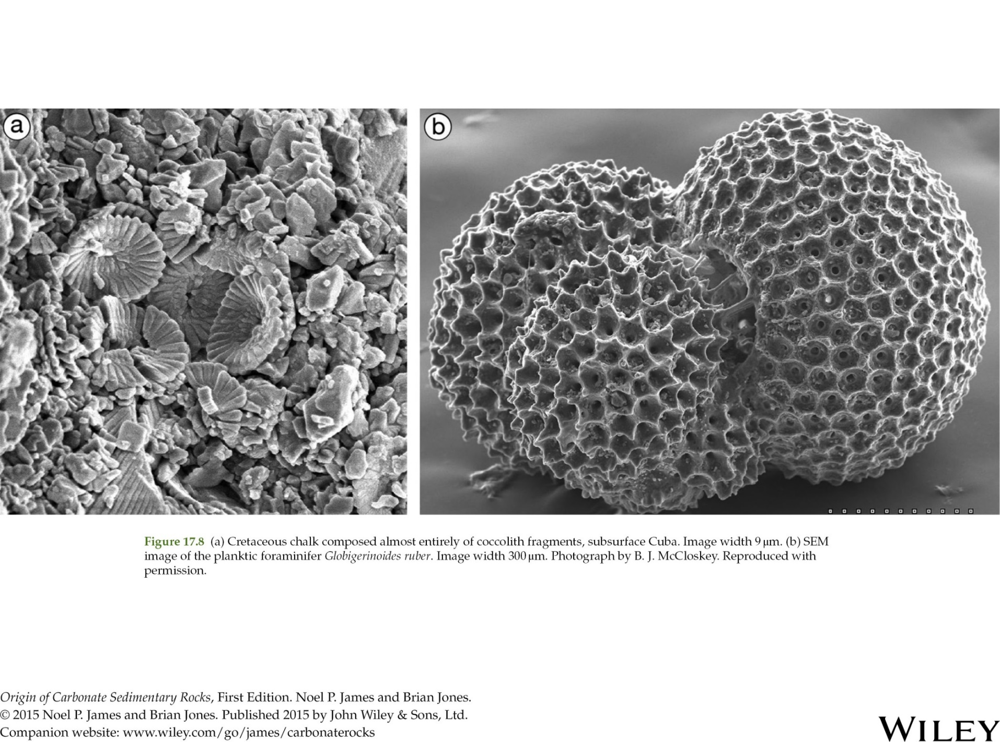 a
b
Figure 17.8 (a) Cretaceous chalk composed almost entirely of coccolith fragments, subsurface Cuba. Image width 9 µm. (b) SEM
image of the planktic foraminifer Globigerinoides ruber. Image width 300 µm. Photograph by B. J. McCloskey. Reproduced with
permission.
Origin of Carbonate Sedimentary Rocks, First Edition. Noel P. James and Brian Jones.
© 2015 Noel P. James and Brian Jones. Published 2015 by John Wiley & Sons, Ltd.
Companion website: www.wiley.com/go/james/carbonaterocks
WILEY